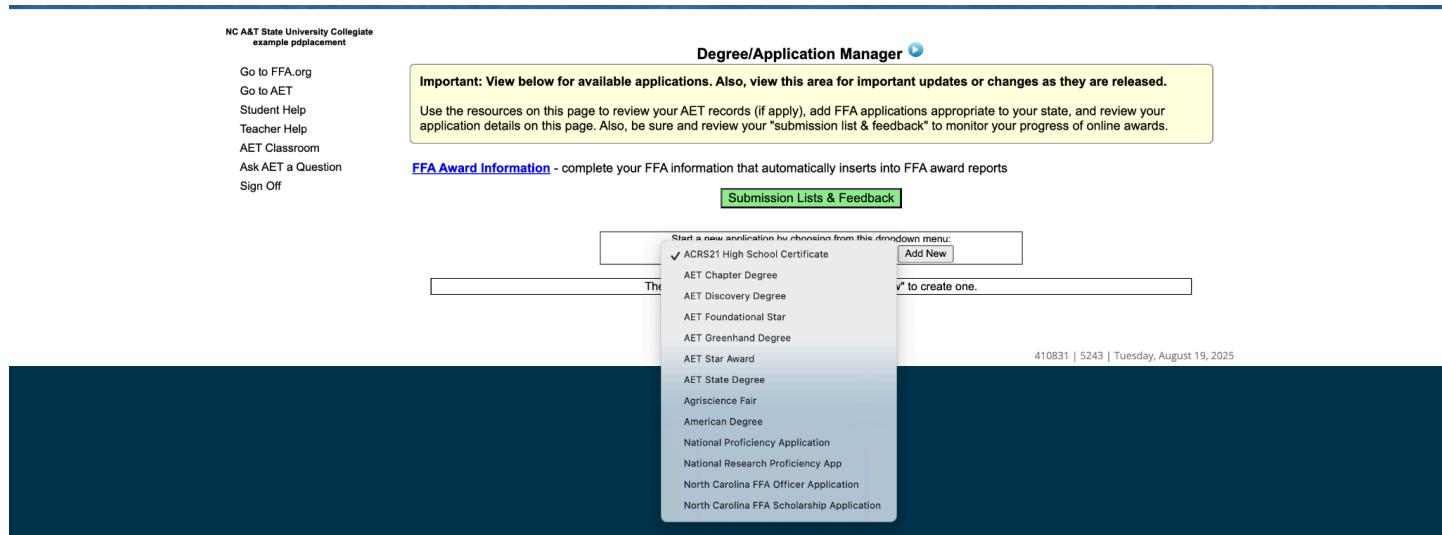 NC A&T State University Collegiate
example pdplacement
Go to FFA.org
Go to AET
Student Help
Teacher Help
AET Classroom
Ask AET a Question
Sign Off
Degree/Application Manager
Important: View below for available applications. Also, view this area for important updates or changes as they are released.
Use the resources on this page to review your AET records (if apply), add FFA applications appropriate to your state, and review your
application details on this page. Also, be sure and review your "submission list & feedback" to monitor your progress of online awards.
FFA Award Information - complete your FFA information that automatically inserts into FFA award reports
Submission Lists & Feedback
Start a new application by choosing from this dropdown menu:
✓ ACRS21 High School Certificate
Add New
AET Chapter Degree
The
" to create one.
AET Discovery Degree
AET Foundational Star
AET Greenhand Degree
AET Star Award
AET State Degree
Agriscience Fair
American Degree
National Proficiency Application
National Research Proficiency App
North Carolina FFA Officer Application
North Carolina FFA Scholarship Application
410831 | 5243 | Tuesday, August 19, 2025